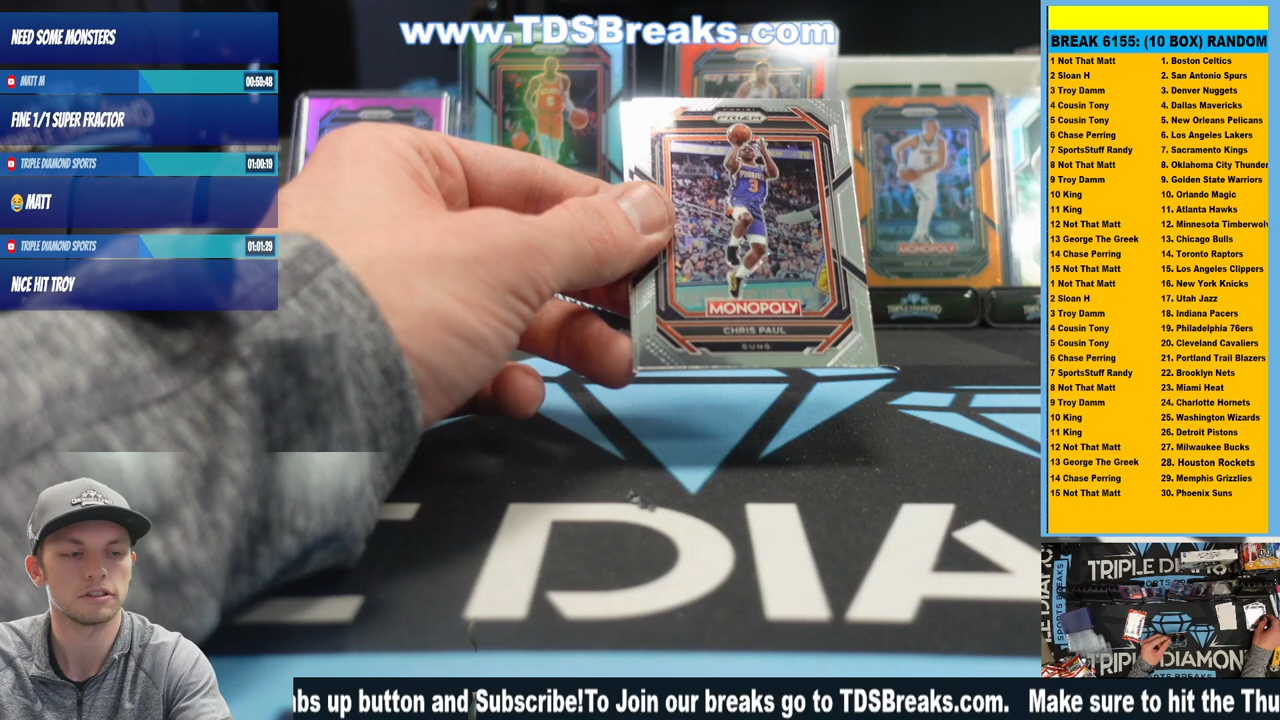 www.TDSBreaks.com
NEED SOME MONSTERS
MATT M 00:59:48
FINE 1/1 SUPER FRACTOR
TRIPLE DIAMOND SPORTS 01:00:19
😂 MATT
TRIPLE DIAMOND SPORTS 01:01:29
NICE HIT TROY
PRIZM
PHOENIX
3
MONOPOLY
CHRIS PAUL
SUNS
MONOPOLY
TRIPLE DIAMOND
E DIA
BREAK 6155: (10 BOX) RANDOM
1 Not That Matt 1. Boston Celtics
2 Sloan H 2. San Antonio Spurs
3 Troy Damm 3. Denver Nuggets
4 Cousin Tony 4. Dallas Mavericks
5 Cousin Tony 5. New Orleans Pelicans
6 Chase Perring 6. Los Angeles Lakers
7 SportsStuff Randy 7. Sacramento Kings
8 Not That Matt 8. Oklahoma City Thunder
9 Troy Damm 9. Golden State Warriors
10 King 10. Orlando Magic
11 King 11. Atlanta Hawks
12 Not That Matt 12. Minnesota Timberwolv
13 George The Greek 13. Chicago Bulls
14 Chase Perring 14. Toronto Raptors
15 Not That Matt 15. Los Angeles Clippers
1 Not That Matt 16. New York Knicks
2 Sloan H 17. Utah Jazz
3 Troy Damm 18. Indiana Pacers
4 Cousin Tony 19. Philadelphia 76ers
5 Cousin Tony 20. Cleveland Cavaliers
6 Chase Perring 21. Portland Trail Blazers
7 SportsStuff Randy 22. Brooklyn Nets
8 Not That Matt 23. Miami Heat
9 Troy Damm 24. Charlotte Hornets
10 King 25. Washington Wizards
11 King 26. Detroit Pistons
12 Not That Matt 27. Milwaukee Bucks
13 George The Greek 28. Houston Rockets
14 Chase Perring 29. Memphis Grizzlies
15 Not That Matt 30. Phoenix Suns
TRIPLE DIAMO
TRIPLE DIAMOND
SPORTS BREAKS
bs up button and Subscribe!To Join our breaks go to TDSBreaks.com. Make sure to hit the Thu